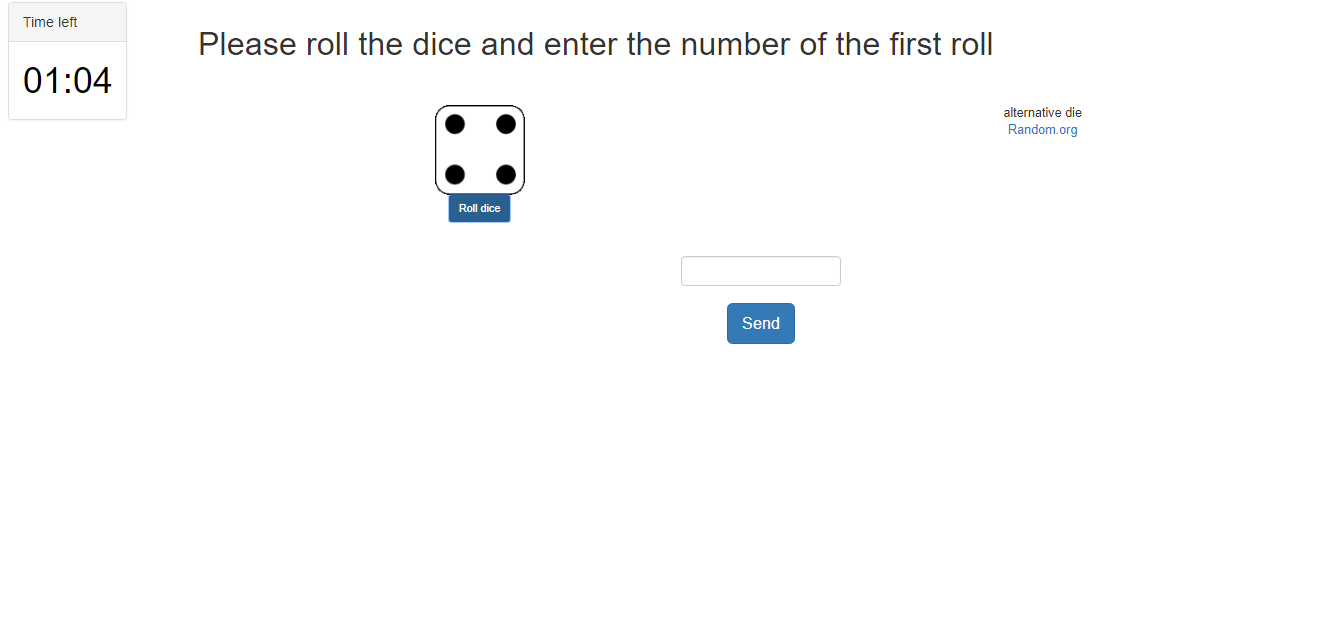 Time left
01:04
Please roll the dice and enter the number of the first roll
alternative die
Random.org
Roll dice
Send